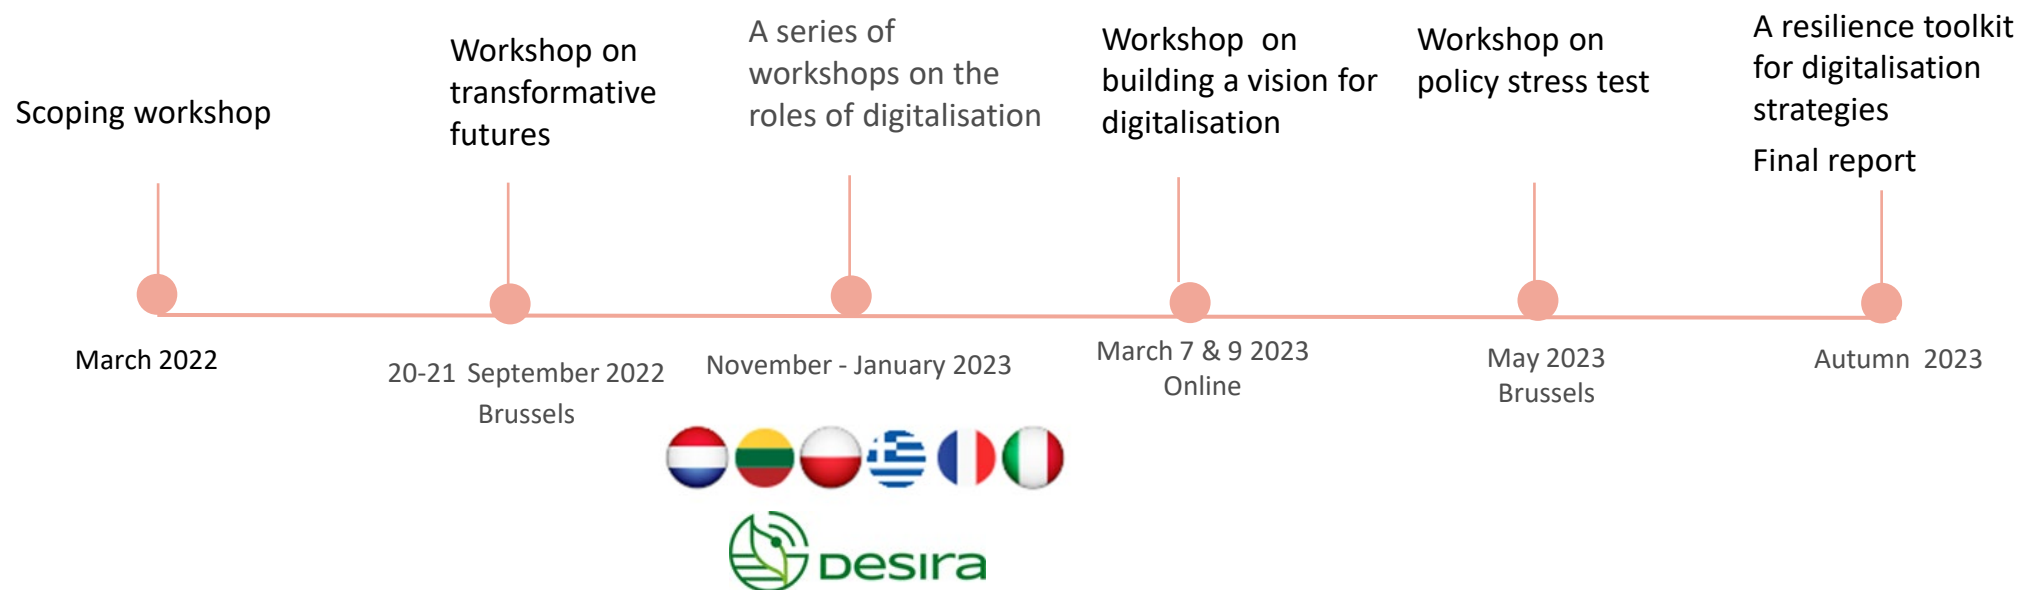 Scoping workshop
March 2022
Workshop on
transformative
futures
20-21 September 2022
Brussels
A series of
workshops on the
roles of digitalisation
November - January 2023
DESIRA
Workshop on
building a vision for
digitalisation
March 7 & 9 2023
Online
Workshop on
policy stress test
May 2023
Brussels
A resilience toolkit
for digitalisation
strategies
Final report
Autumn 2023